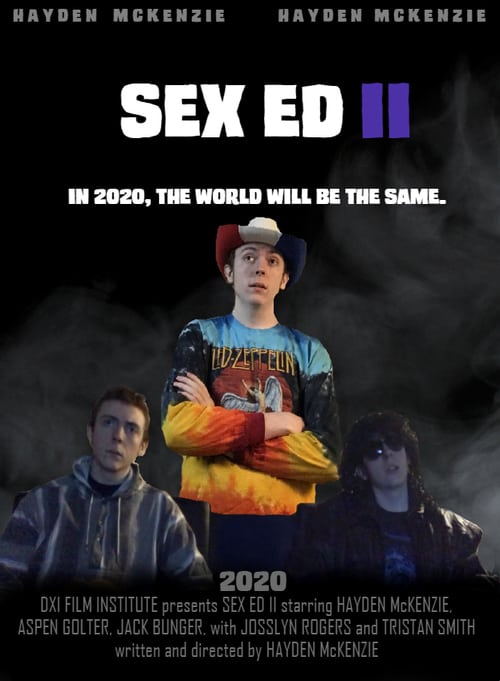 HAYDEN McKENZIE HAYDEN McKENZIE
SEX ED II
IN 2020, THE WORLD WILL BE THE SAME.
LED-ZEPPELIN
2020
DXI FILM INSTITUTE presents SEX ED II starring HAYDEN McKENZIE,
ASPEN GOLTER, JACK BUNGER, with JOSSLYN ROGERS and TRISTAN SMITH
written and directed by HAYDEN McKENZIE